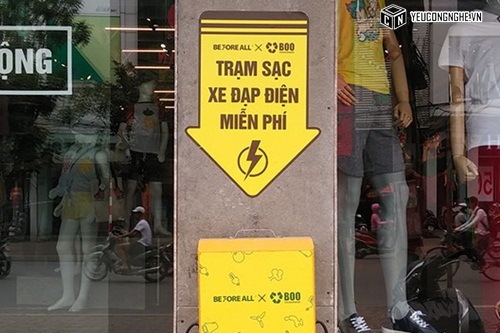 YEUCONGNGHE.VN
ỘNG
BEFORE ALL × BOO
TRẠM SẠC
XE ĐẠP ĐIỆN
MIỄN PHÍ
BEFORE ALL × BOO